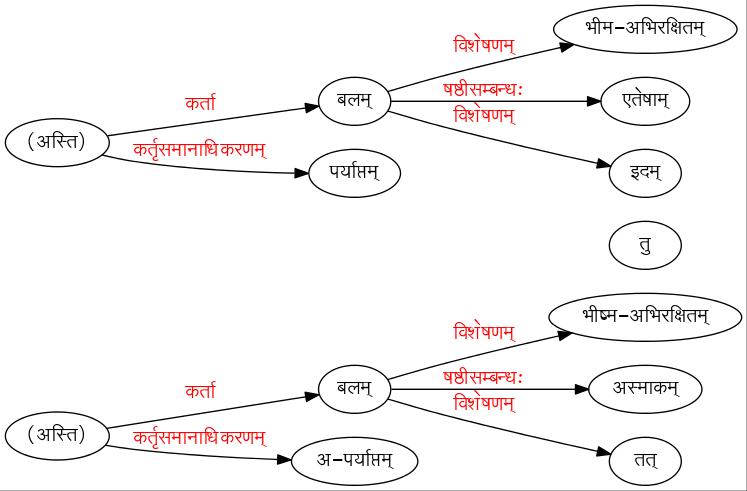 भीम-अभिरक्षितम्
विशेषणम्
कर्ता
बलम्
षष्ठीसम्बन्ध:
एतेषाम्
विशेषणम्
(अस्ति)
कर्तृसमानाधिकरणम्
पर्याप्तम्
इदम्
तु
भीष्म-अभिरक्षितम्
विशेषणम्
कर्ता
बलम्
षष्ठीसम्बन्ध:
अस्माकम्
विशेषणम्
(अस्ति)
कर्तृसमानाधिकरणम्
अ-पर्याप्तम्
तत्